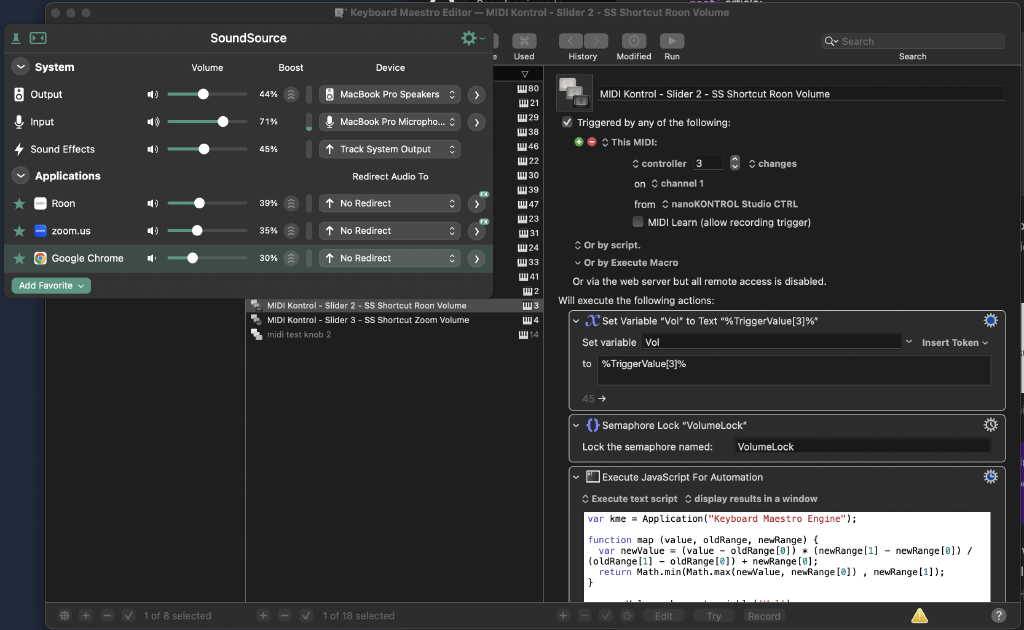 Keyboard Maestro Editor — MIDI Kontrol - Slider 2 - SS Shortcut Roon Volume
SoundSource
Used
History
Modified
Run
Search
Search
System
Volume
Boost
Device
Output
44%
MacBook Pro Speakers
Input
71%
MacBook Pro Micropho...
Sound Effects
45%
Track System Output
Applications
Redirect Audio To
Roon
39%
No Redirect
FX
zoom.us
35%
No Redirect
FX
Google Chrome
30%
No Redirect
Add Favorite
80
21
29
38
46
22
30
39
47
23
31
24
33
41
2
MIDI Kontrol - Slider 2 - SS Shortcut Roon Volume 3
MIDI Kontrol - Slider 3 - SS Shortcut Zoom Volume 4
midi test knob 2 14
MIDI Kontrol - Slider 2 - SS Shortcut Roon Volume
Triggered by any of the following:
This MIDI:
controller 3 changes
on channel 1
from nanoKONTROL Studio CTRL
MIDI Learn (allow recording trigger)
Or by script.
Or by Execute Macro
Or via the web server but all remote access is disabled.
Will execute the following actions:
Set Variable “Vol” to Text “%TriggerValue[3]%”
Set variable Vol Insert Token
to %TriggerValue[3]%
45
Semaphore Lock “VolumeLock”
Lock the semaphore named: VolumeLock
Execute JavaScript For Automation
Execute text script display results in a window
var kme = Application("Keyboard Maestro Engine");
function map (value, oldRange, newRange) {
var newValue = (value - oldRange[0]) * (newRange[1] - newRange[0]) /
(oldRange[1] - oldRange[0]) + newRange[0];
return Math.min(Math.max(newValue, newRange[0]) , newRange[1]);
}
1 of 8 selected
1 of 18 selected
Edit
Try
Record
?